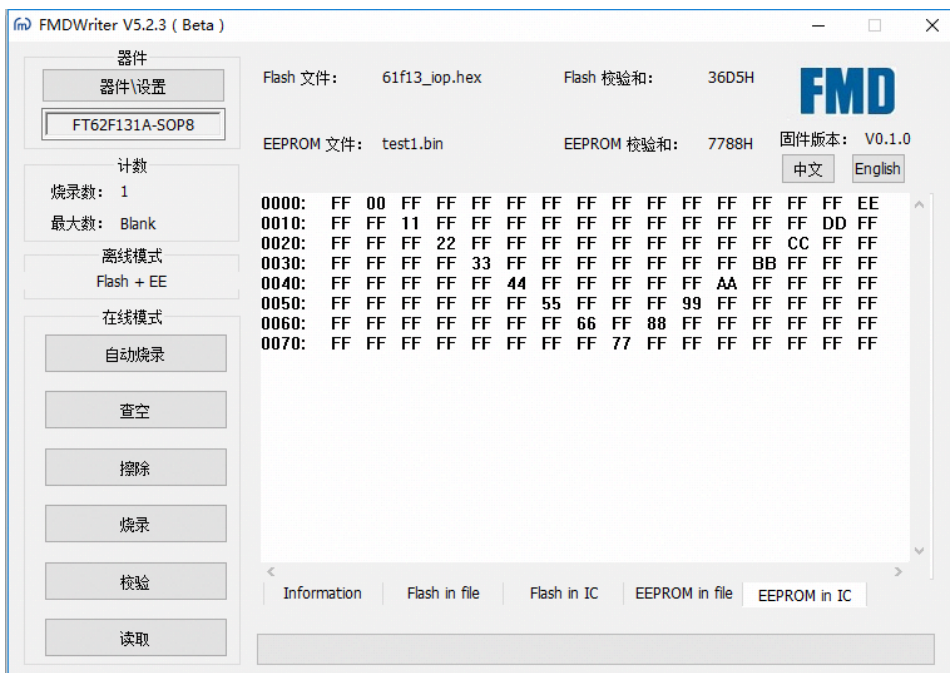 FMDWriter V5.2.3 ( Beta )
器件
器件\设置
FT62F131A-SOP8
计数
烧录数： 1
最大数： Blank
离线模式
Flash + EE
在线模式
自动烧录
查空
擦除
烧录
校验
读取
Flash 文件： 61f13_iop.hex Flash 校验和： 36D5H
EEPROM 文件： test1.bin EEPROM 校验和： 7788H
FMD
固件版本： V0.1.0
中文 English
0000: FF 00 FF FF FF FF FF FF FF FF FF FF FF FF FF EE
0010: FF FF 11 FF FF FF FF FF FF FF FF FF FF FF DD FF
0020: FF FF FF 22 FF FF FF FF FF FF FF FF FF CC FF FF
0030: FF FF FF FF 33 FF FF FF FF FF FF FF BB FF FF FF
0040: FF FF FF FF FF 44 FF FF FF FF FF AA FF FF FF FF
0050: FF FF FF FF FF FF 55 FF FF FF 99 FF FF FF FF FF
0060: FF FF FF FF FF FF FF 66 FF 88 FF FF FF FF FF FF
0070: FF FF FF FF FF FF FF FF 77 FF FF FF FF FF FF FF
Information Flash in file Flash in IC EEPROM in file EEPROM in IC